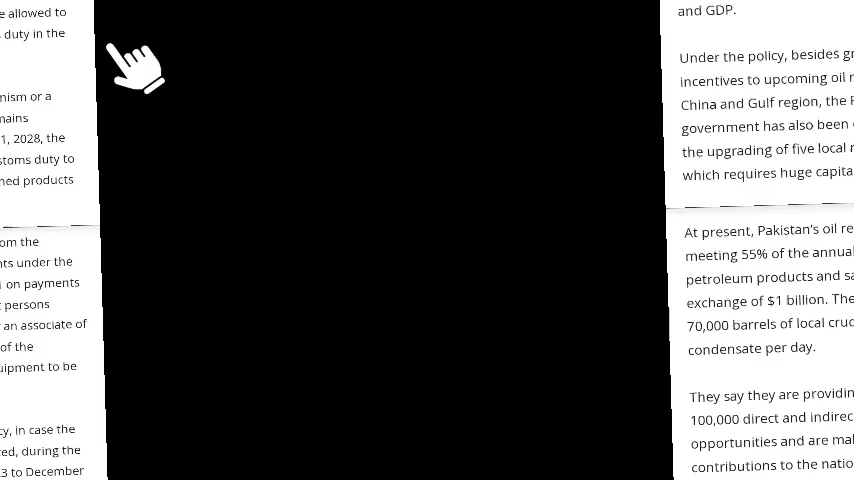 e allowed to
duty in the
nism or a
mains
1, 2028, the
stoms duty to
ned products
om the
nts under the
on payments
persons
an associate of
of the
uipment to be
cy, in case the
ed, during the
3 to December
and GDP.
Under the policy, besides gr
incentives to upcoming oil r
China and Gulf region, the P
government has also been
the upgrading of five local r
which requires huge capita
At present, Pakistan's oil re
meeting 55% of the annual
petroleum products and sa
exchange of $1 billion. The
70,000 barrels of local crud
condensate per day.
They say they are providin
100,000 direct and indirec
opportunities and are mak
contributions to the natio